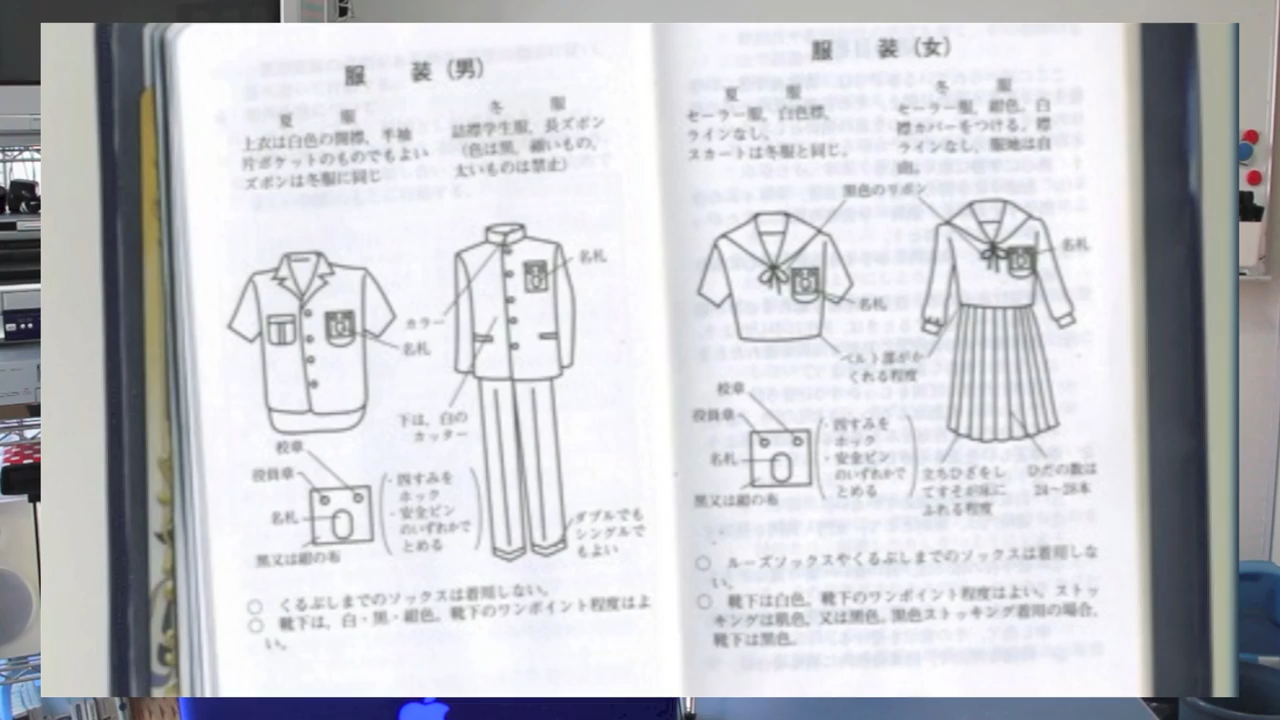 服　装（男）
夏　服
上衣は白色の開襟、半袖
片ポケットのものでもよい
ズボンは冬服に同じ
冬　服
詰襟学生服、長ズボン
（色は黒、細いもの、
太いものは禁止）
名札
カラー
名札
下は、白の
カッター
校章
役員章
名札
黒又は紺の布
・四すみを
ホック
・安全ピン
のいずれかで
とめる
ダブルでも
シングルで
もよい
○　くるぶしまでのソックスは着用しない。
○　靴下は、白・黒・紺色。靴下のワンポイント程度はよ
い。
服　装（女）
夏　服
セーラー服、白色襟、
ラインなし。
スカートは冬服と同じ。
冬　服
セーラー服、紺色。白
襟カバーをつける。襟
ラインなし。服地は自
由。
黒色のリボン
名札
名札
ベルト部がか
くれる程度
校章
役員章
名札
黒又は紺の布
・四すみを
ホック
・安全ピン
のいずれかで
とめる
立ちひざをし
てすそが床に
ふれる程度
ひだの数は
24～28本
○　ルーズソックスやくるぶしまでのソックスは着用しな
い。
○　靴下は白色。靴下のワンポイント程度はよい。ストッ
キングは肌色、又は黒色。黒色ストッキング着用の場合、
靴下は黒色。